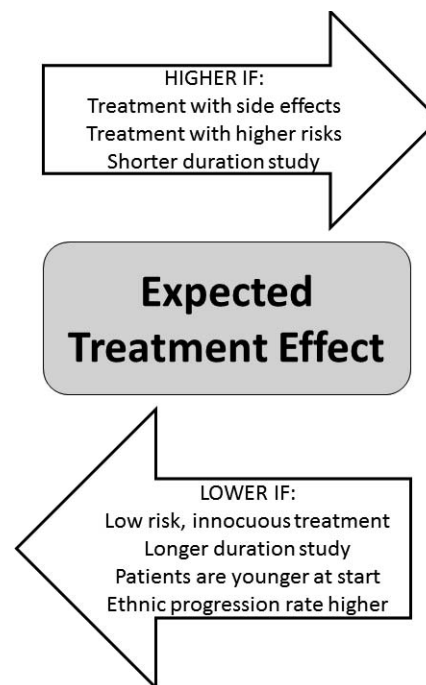 HIGHER IF:
Treatment with side effects
Treatment with higher risks
Shorter duration study
Expected
Treatment Effect
LOWER IF:
Low risk, innocuous treatment
Longer duration study
Patients are younger at start
Ethnic progression rate higher